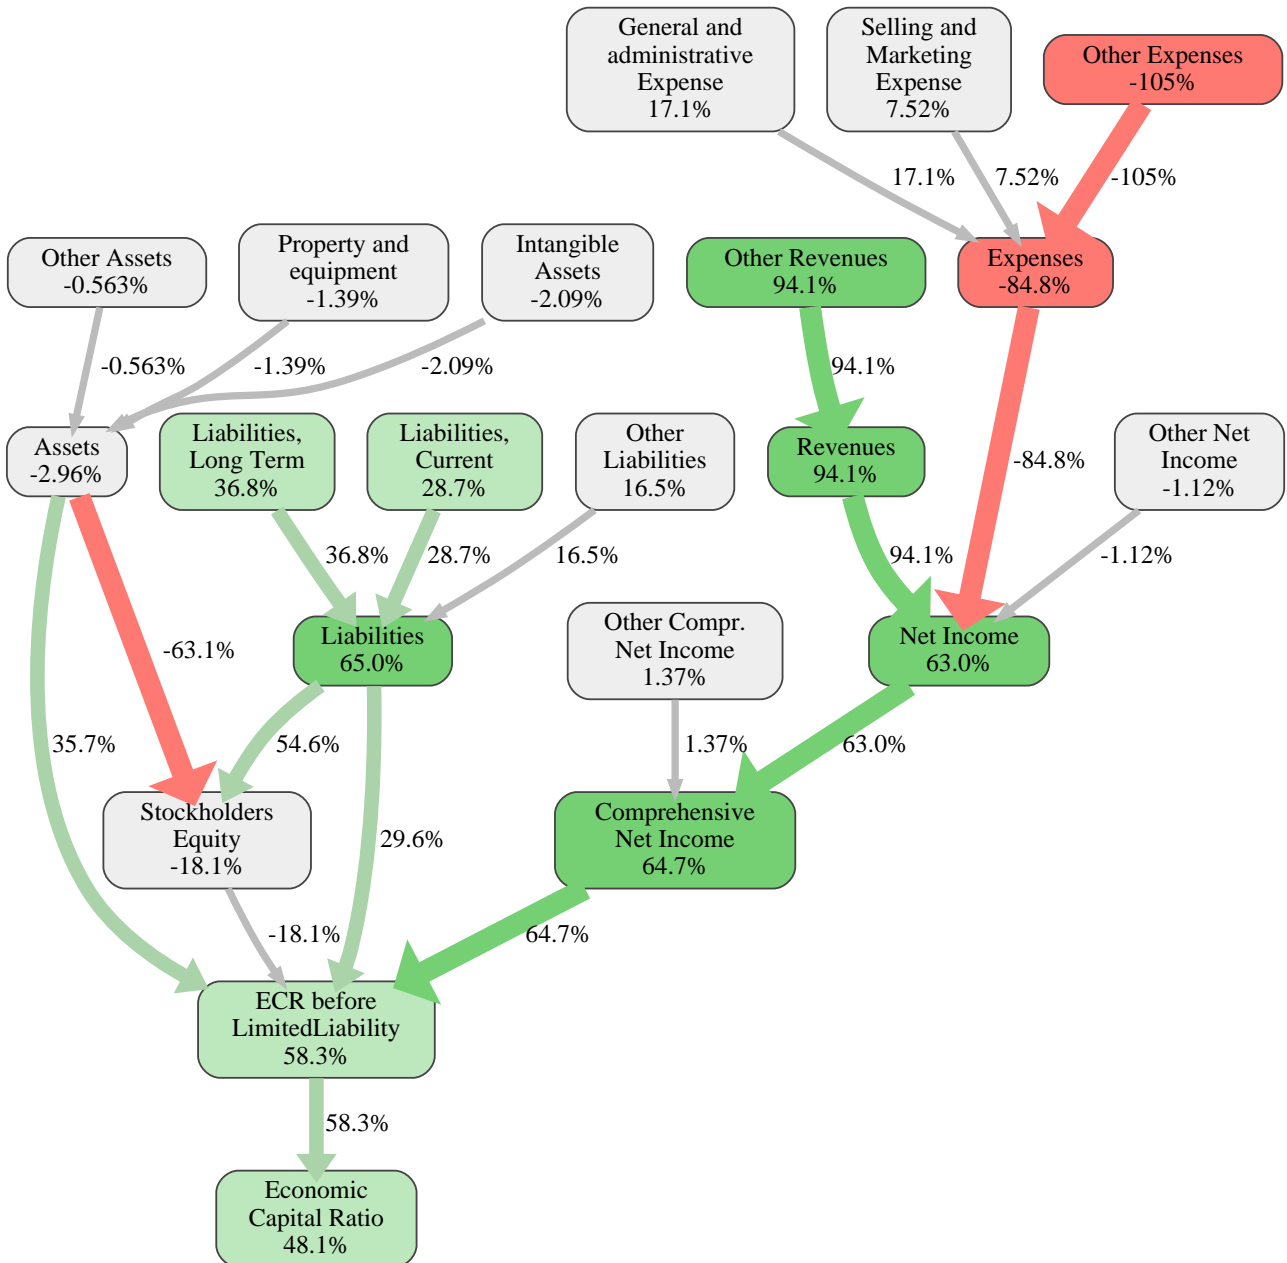 General and
administrative
Expense
17.1%
Selling and
Marketing
Expense
7.52%
Other Expenses
-105%
17.1%
7.52%
-105%
Other Assets
-0.563%
Property and
equipment
-1.39%
Intangible
Assets
-2.09%
Other Revenues
94.1%
Expenses
-84.8%
-0.563%
-1.39%
-2.09%
94.1%
-84.8%
Assets
-2.96%
Liabilities,
Long Term
36.8%
Liabilities,
Current
28.7%
Other
Liabilities
16.5%
Revenues
94.1%
Other Net
Income
-1.12%
36.8%
28.7%
16.5%
94.1%
-1.12%
-63.1%
Liabilities
65.0%
Other Compr.
Net Income
1.37%
Net Income
63.0%
35.7%
54.6%
1.37%
63.0%
Stockholders
Equity
-18.1%
29.6%
Comprehensive
Net Income
64.7%
-18.1%
64.7%
ECR before
LimitedLiability
58.3%
58.3%
Economic
Capital Ratio
48.1%